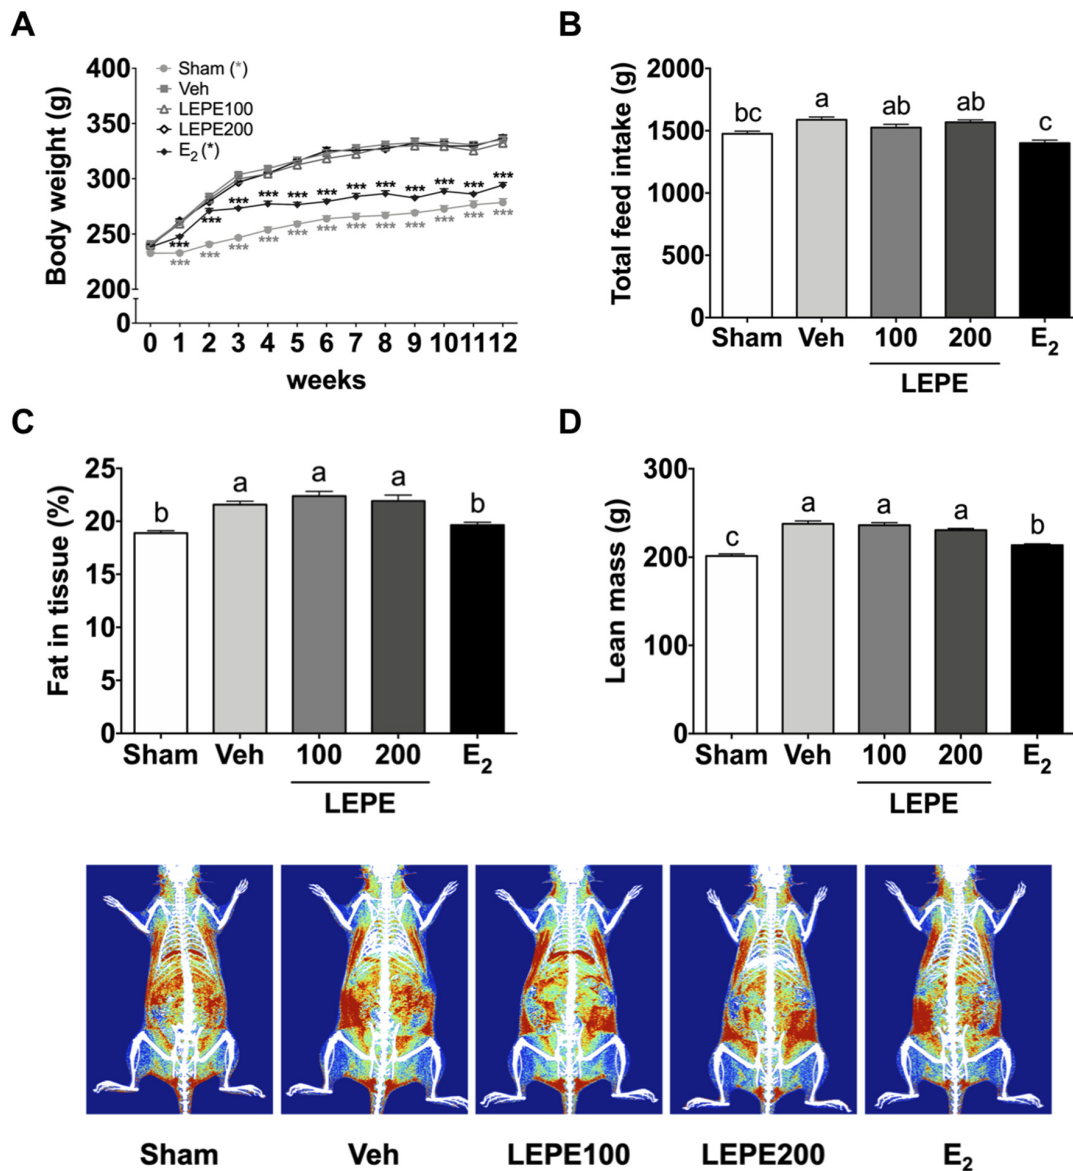 A
Body weight (g)
400
350
300
250
200
0
Sham (*)
Veh
LEPE100
LEPE200
E₂ (*)
*** *** *** *** *** *** *** *** *** *** *** ***
*** *** *** *** *** *** *** *** *** *** *** ***
0 1 2 3 4 5 6 7 8 9 10 11 12
weeks
B
Total feed intake (g)
2000
1500
1000
500
0
bc a ab ab c
Sham Veh 100 200 E₂
LEPE
C
Fat in tissue (%)
25
20
15
10
5
0
b a a a b
Sham Veh 100 200 E₂
LEPE
D
Lean mass (g)
300
200
100
0
c a a a b
Sham Veh 100 200 E₂
LEPE
Sham Veh LEPE100 LEPE200 E₂